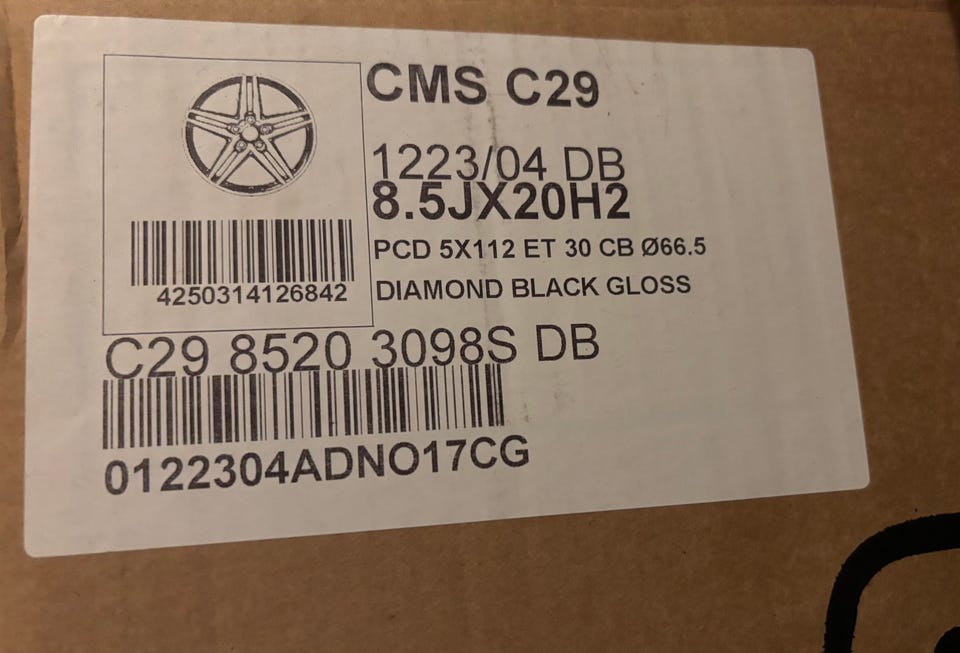 CMS C29
1223/04 DB
8.5JX20H2
PCD 5X112 ET 30 CB Ø66.5
DIAMOND BLACK GLOSS
4250314126842
C29 8520 3098S DB
0122304ADNO17CG